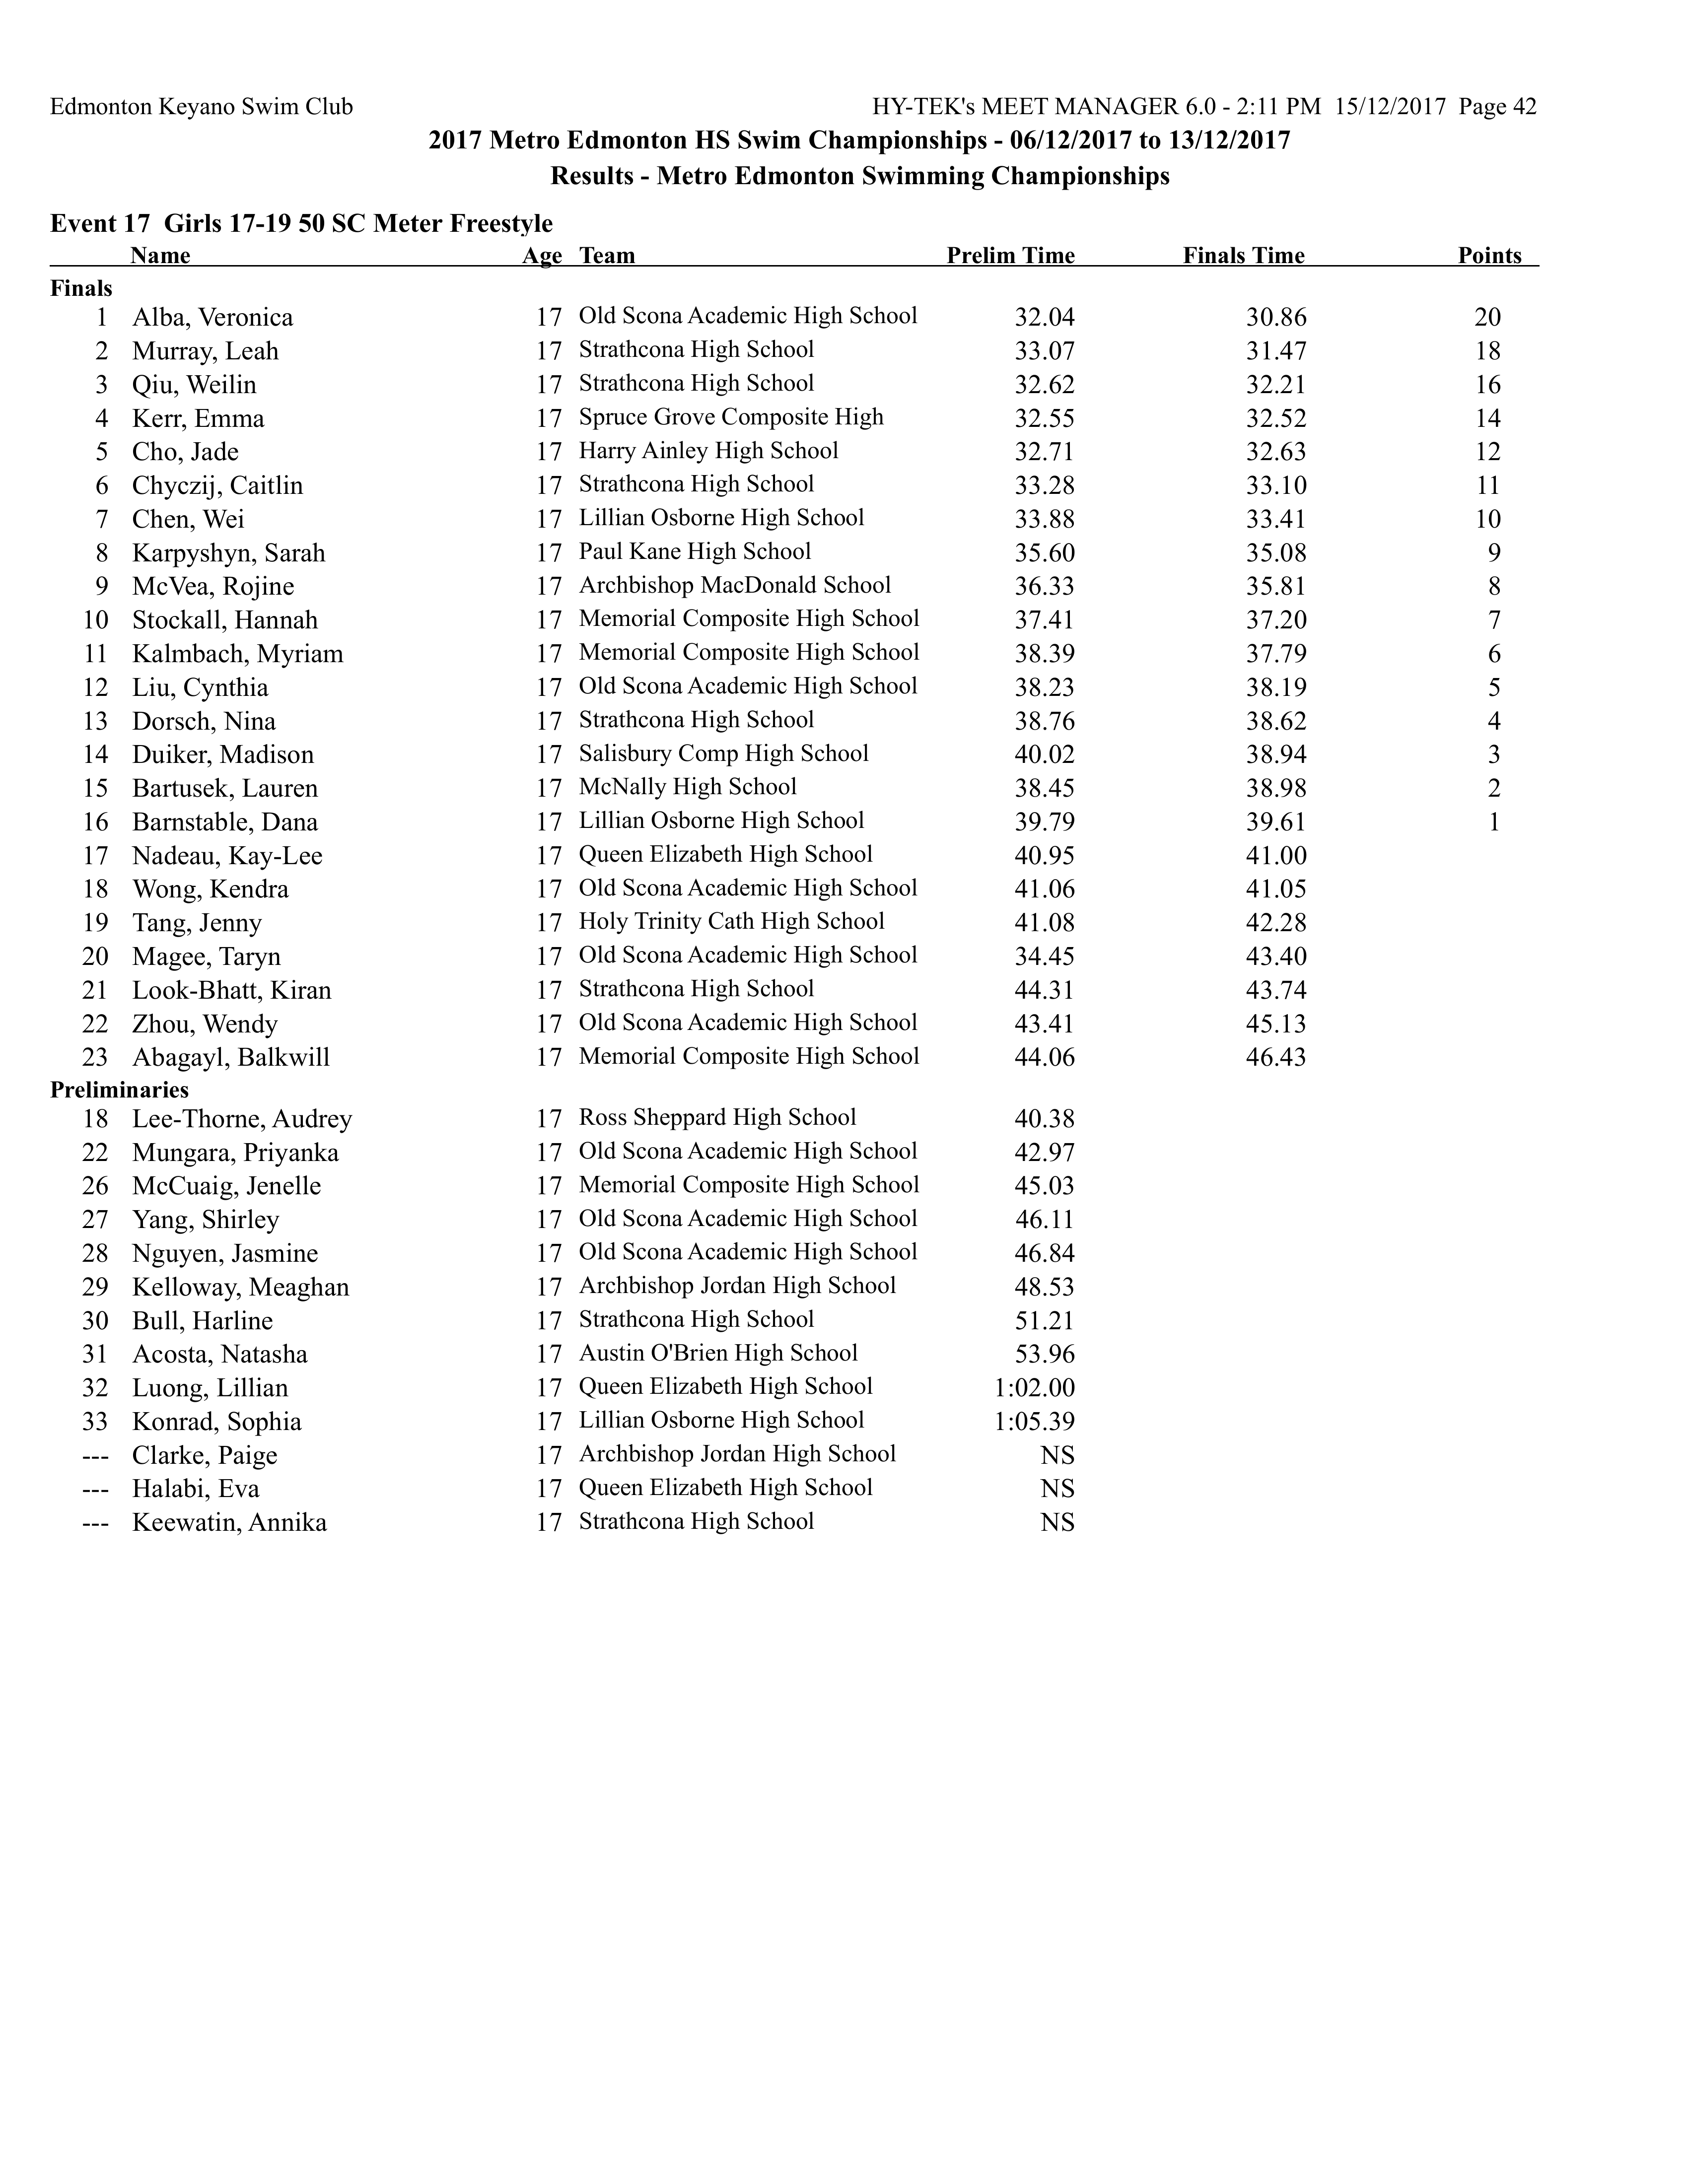 Edmonton Keyano Swim Club HY-TEK's MEET MANAGER 6.0 - 2:11 PM 15/12/2017 Page 42
2017 Metro Edmonton HS Swim Championships - 06/12/2017 to 13/12/2017
Results - Metro Edmonton Swimming Championships
Event 17 Girls 17-19 50 SC Meter Freestyle
Name Age Team Prelim Time Finals Time Points
Finals
1 Alba, Veronica 17 Old Scona Academic High School 32.04 30.86 20
2 Murray, Leah 17 Strathcona High School 33.07 31.47 18
3 Qiu, Weilin 17 Strathcona High School 32.62 32.21 16
4 Kerr, Emma 17 Spruce Grove Composite High 32.55 32.52 14
5 Cho, Jade 17 Harry Ainley High School 32.71 32.63 12
6 Chyczij, Caitlin 17 Strathcona High School 33.28 33.10 11
7 Chen, Wei 17 Lillian Osborne High School 33.88 33.41 10
8 Karpyshyn, Sarah 17 Paul Kane High School 35.60 35.08 9
9 McVea, Rojine 17 Archbishop MacDonald School 36.33 35.81 8
10 Stockall, Hannah 17 Memorial Composite High School 37.41 37.20 7
11 Kalmbach, Myriam 17 Memorial Composite High School 38.39 37.79 6
12 Liu, Cynthia 17 Old Scona Academic High School 38.23 38.19 5
13 Dorsch, Nina 17 Strathcona High School 38.76 38.62 4
14 Duiker, Madison 17 Salisbury Comp High School 40.02 38.94 3
15 Bartusek, Lauren 17 McNally High School 38.45 38.98 2
16 Barnstable, Dana 17 Lillian Osborne High School 39.79 39.61 1
17 Nadeau, Kay-Lee 17 Queen Elizabeth High School 40.95 41.00
18 Wong, Kendra 17 Old Scona Academic High School 41.06 41.05
19 Tang, Jenny 17 Holy Trinity Cath High School 41.08 42.28
20 Magee, Taryn 17 Old Scona Academic High School 34.45 43.40
21 Look-Bhatt, Kiran 17 Strathcona High School 44.31 43.74
22 Zhou, Wendy 17 Old Scona Academic High School 43.41 45.13
23 Abagayl, Balkwill 17 Memorial Composite High School 44.06 46.43
Preliminaries
18 Lee-Thorne, Audrey 17 Ross Sheppard High School 40.38
22 Mungara, Priyanka 17 Old Scona Academic High School 42.97
26 McCuaig, Jenelle 17 Memorial Composite High School 45.03
27 Yang, Shirley 17 Old Scona Academic High School 46.11
28 Nguyen, Jasmine 17 Old Scona Academic High School 46.84
29 Kelloway, Meaghan 17 Archbishop Jordan High School 48.53
30 Bull, Harline 17 Strathcona High School 51.21
31 Acosta, Natasha 17 Austin O'Brien High School 53.96
32 Luong, Lillian 17 Queen Elizabeth High School 1:02.00
33 Konrad, Sophia 17 Lillian Osborne High School 1:05.39
--- Clarke, Paige 17 Archbishop Jordan High School NS
--- Halabi, Eva 17 Queen Elizabeth High School NS
--- Keewatin, Annika 17 Strathcona High School NS